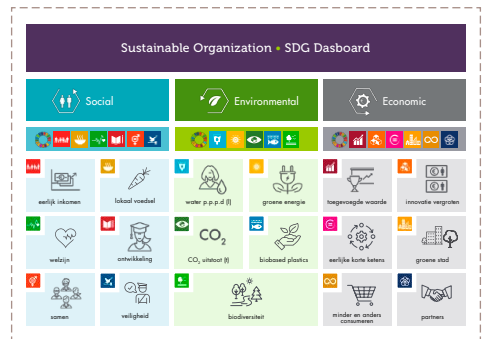 Sustainable Organization • SDG Dasboard
Social
Environmental
Economic
eerlijk inkomen
lokaal voedsel
water p.p.p.d (l)
groene energie
toegevoegde waarde
innovatie vergroten
CO₂
welzijn
ontwikkeling
CO₂ uitstoot (t)
biobased plastics
eerlijke korte ketens
groene stad
samen
veiligheid
biodiversiteit
minder en anders
consumeren
partners